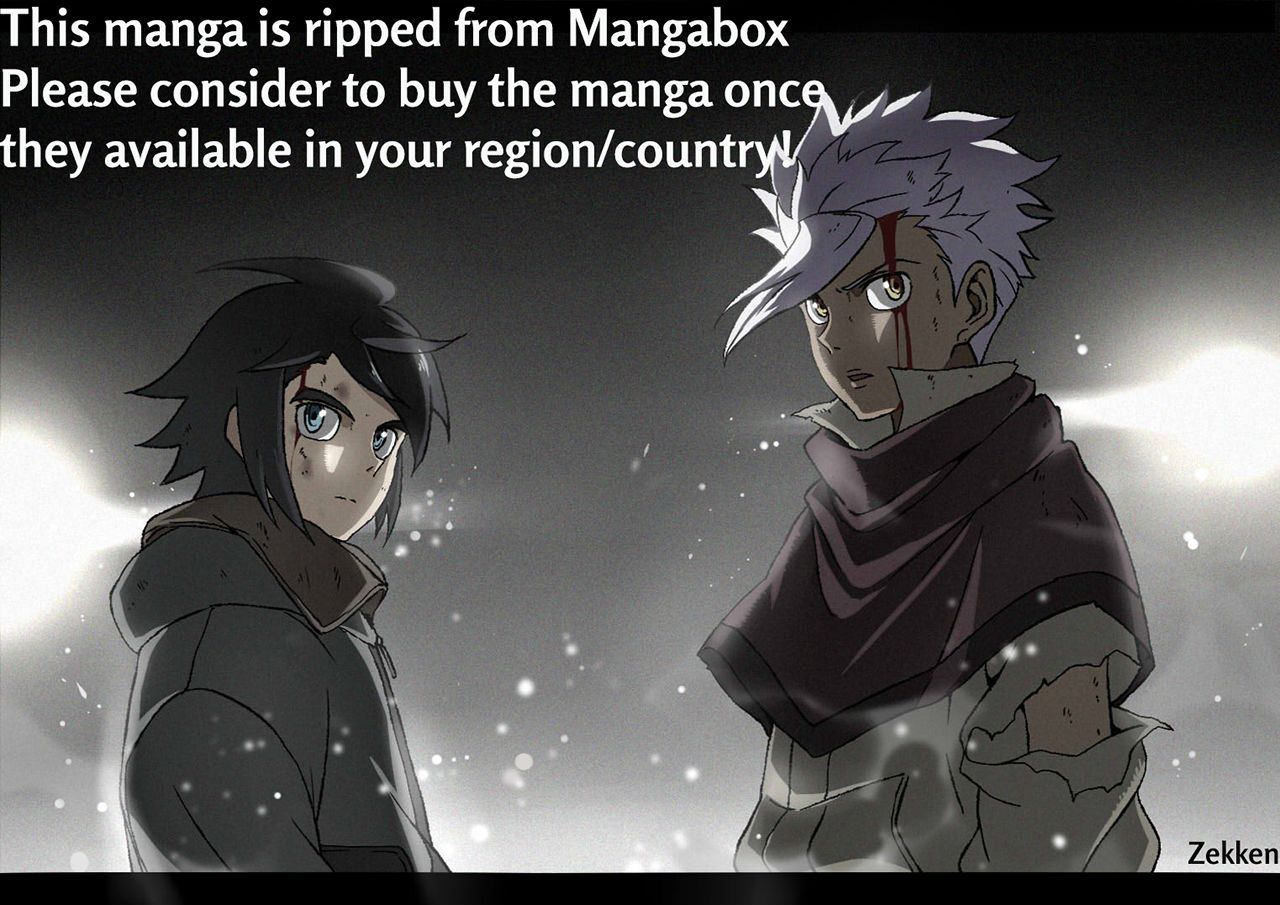 This manga is ripped from Mangabox
Please consider to buy the manga once
they available in your region/country!
Zekken